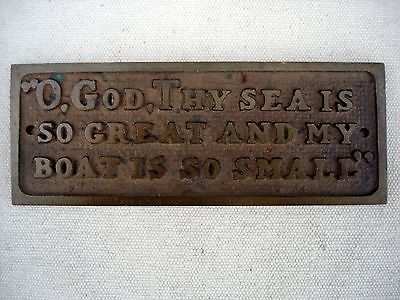 "O, GOD, THY SEA IS
SO GREAT AND MY
BOAT IS SO SMALL"